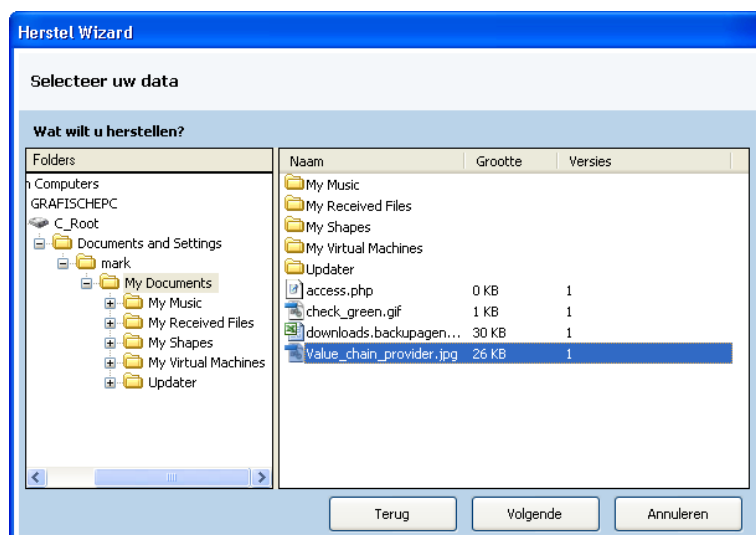 Herstel Wizard
Selecteer uw data
Wat wilt u herstellen?
Folders
n Computers
GRAFISCHEPC
C_Root
Documents and Settings
mark
My Documents
My Music
My Received Files
My Shapes
My Virtual Machines
Updater
Naam Grootte Versies
My Music
My Received Files
My Shapes
My Virtual Machines
Updater
access.php 0 KB 1
check_green.gif 1 KB 1
downloads.backupagen... 30 KB 1
Value_chain_provider.jpg 26 KB 1
Terug Volgende Annuleren